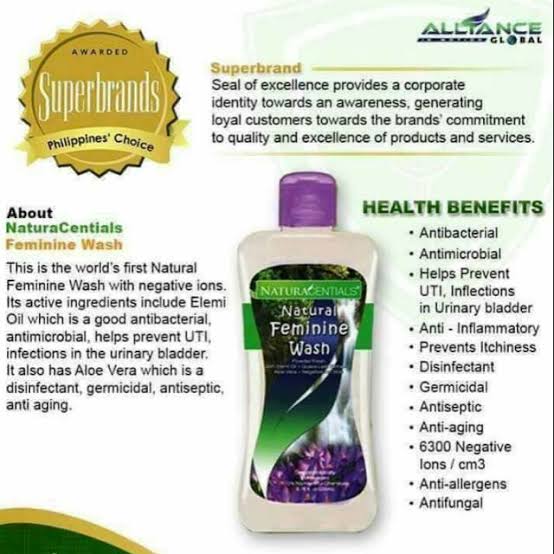 AWARDED
Superbrands
Philippines' Choice
ALLIANCE
IN MOTION
GLOBAL
Superbrand
Seal of excellence provides a corporate
identity towards an awareness, generating
loyal customers towards the brands' commitment
to quality and excellence of products and services.
About
NaturaCentials
Feminine Wash
This is the world's first Natural
Feminine Wash with negative ions.
Its active ingredients include Elemi
Oil which is a good antibacterial,
antimicrobial, helps prevent UTI,
infections in the urinary bladder.
It also has Aloe Vera which is a
disinfectant, germicidal, antiseptic,
anti aging.
NATURACENTIALS
Natural
Feminine
Wash
HEALTH BENEFITS
• Antibacterial
• Antimicrobial
• Helps Prevent
UTI, Inflections
in Urinary bladder
• Anti - Inflammatory
• Prevents Itchiness
• Disinfectant
• Germicidal
• Antiseptic
• Anti-aging
• 6300 Negative
Ions / cm3
• Anti-allergens
• Antifungal